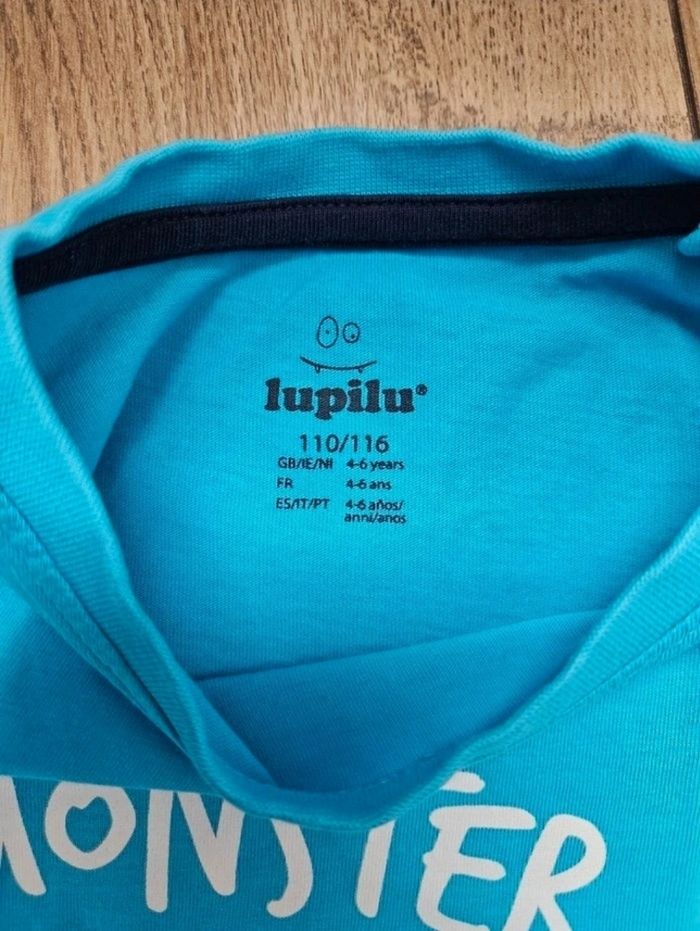 lupilu®
110/116
GB/IE/NI 4-6 years
FR 4-6 ans
ES/IT/PT 4-6 años/
anni/anos
MONSTER